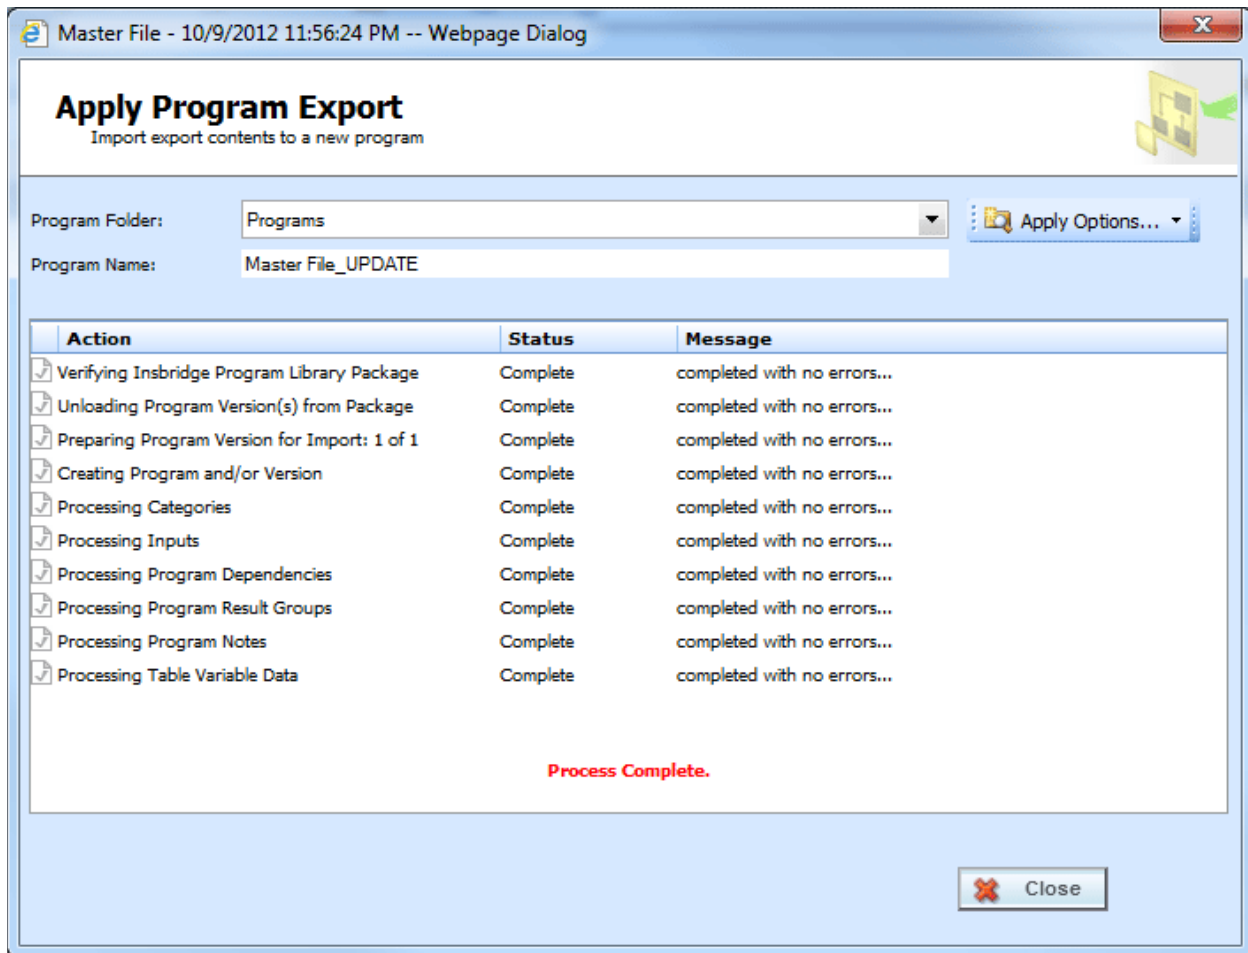 Master File - 10/9/2012 11:56:24 PM -- Webpage Dialog
Apply Program Export
Import export contents to a new program
Program Folder: Programs Apply Options...
Program Name: Master File_UPDATE
Action Status Message
Verifying Insbridge Program Library Package Complete completed with no errors...
Unloading Program Version(s) from Package Complete completed with no errors...
Preparing Program Version for Import: 1 of 1 Complete completed with no errors...
Creating Program and/or Version Complete completed with no errors...
Processing Categories Complete completed with no errors...
Processing Inputs Complete completed with no errors...
Processing Program Dependencies Complete completed with no errors...
Processing Program Result Groups Complete completed with no errors...
Processing Program Notes Complete completed with no errors...
Processing Table Variable Data Complete completed with no errors...
Process Complete.
Close